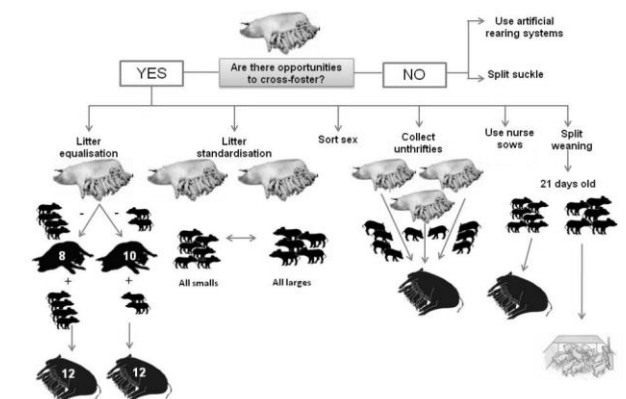 Are there opportunities
to cross-foster?
YES
NO
Use artificial
rearing systems
Split suckle
Litter
equalisation
Litter
standardisation
Sort sex
Collect
unthrifties
Use nurse
sows
Split
weaning
21 days old
-
-
8
10
+
+
All smalls
All larges
12
12